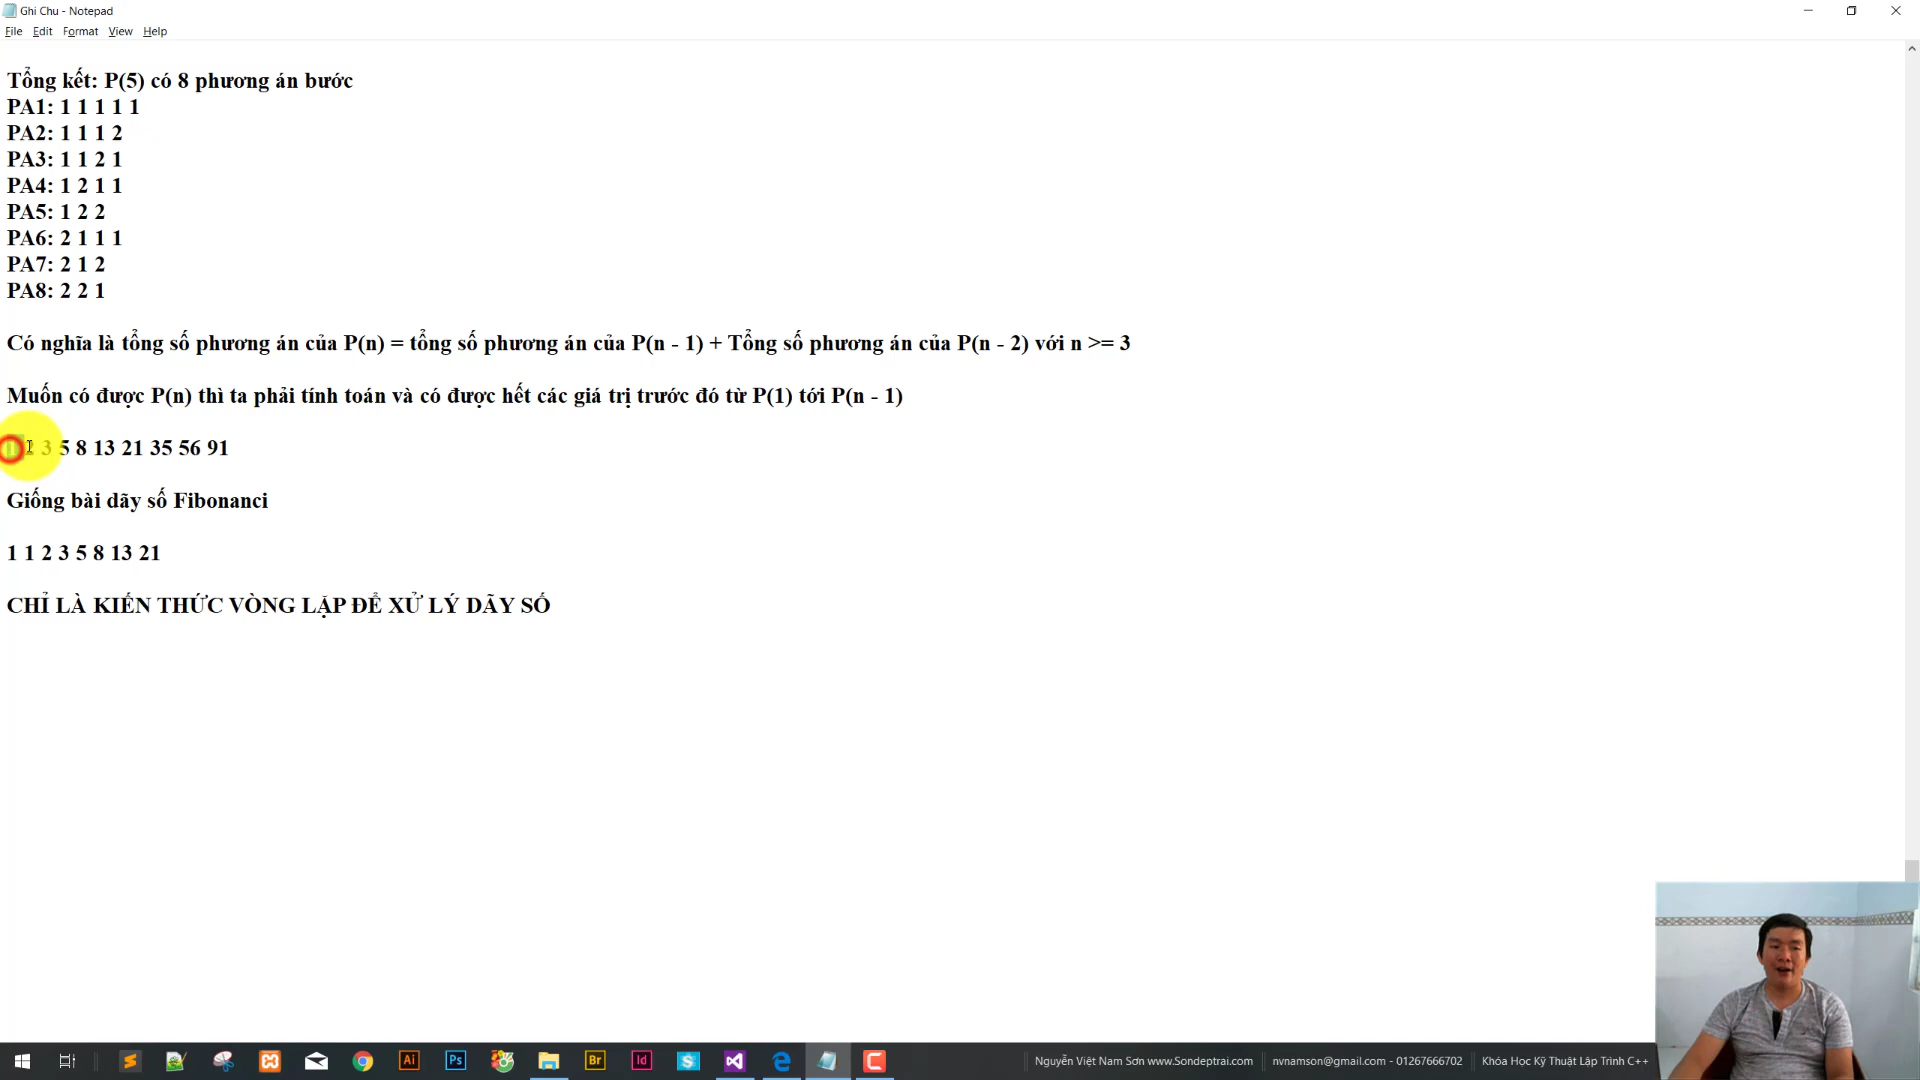 Ghi Chu - Notepad
File Edit Format View Help
Tổng kết: P(5) có 8 phương án bước
PA1: 1 1 1 1 1
PA2: 1 1 1 2
PA3: 1 1 2 1
PA4: 1 2 1 1
PA5: 1 2 2
PA6: 2 1 1 1
PA7: 2 1 2
PA8: 2 2 1
Có nghĩa là tổng số phương án của P(n) = tổng số phương án của P(n - 1) + Tổng số phương án của P(n - 2) với n >= 3
Muốn có được P(n) thì ta phải tính toán và có được hết các giá trị trước đó từ P(1) tới P(n - 1)
1 2 3 5 8 13 21 35 56 91
Giống bài dãy số Fibonanci
1 1 2 3 5 8 13 21
CHỈ LÀ KIẾN THỨC VÒNG LẶP ĐỂ XỬ LÝ DÃY SỐ
Ai Ps Br Id
Nguyễn Việt Nam Sơn www.Sondeptrai.com nvnamson@gmail.com - 01267666702 Khóa Học Kỹ Thuật Lập Trình C++